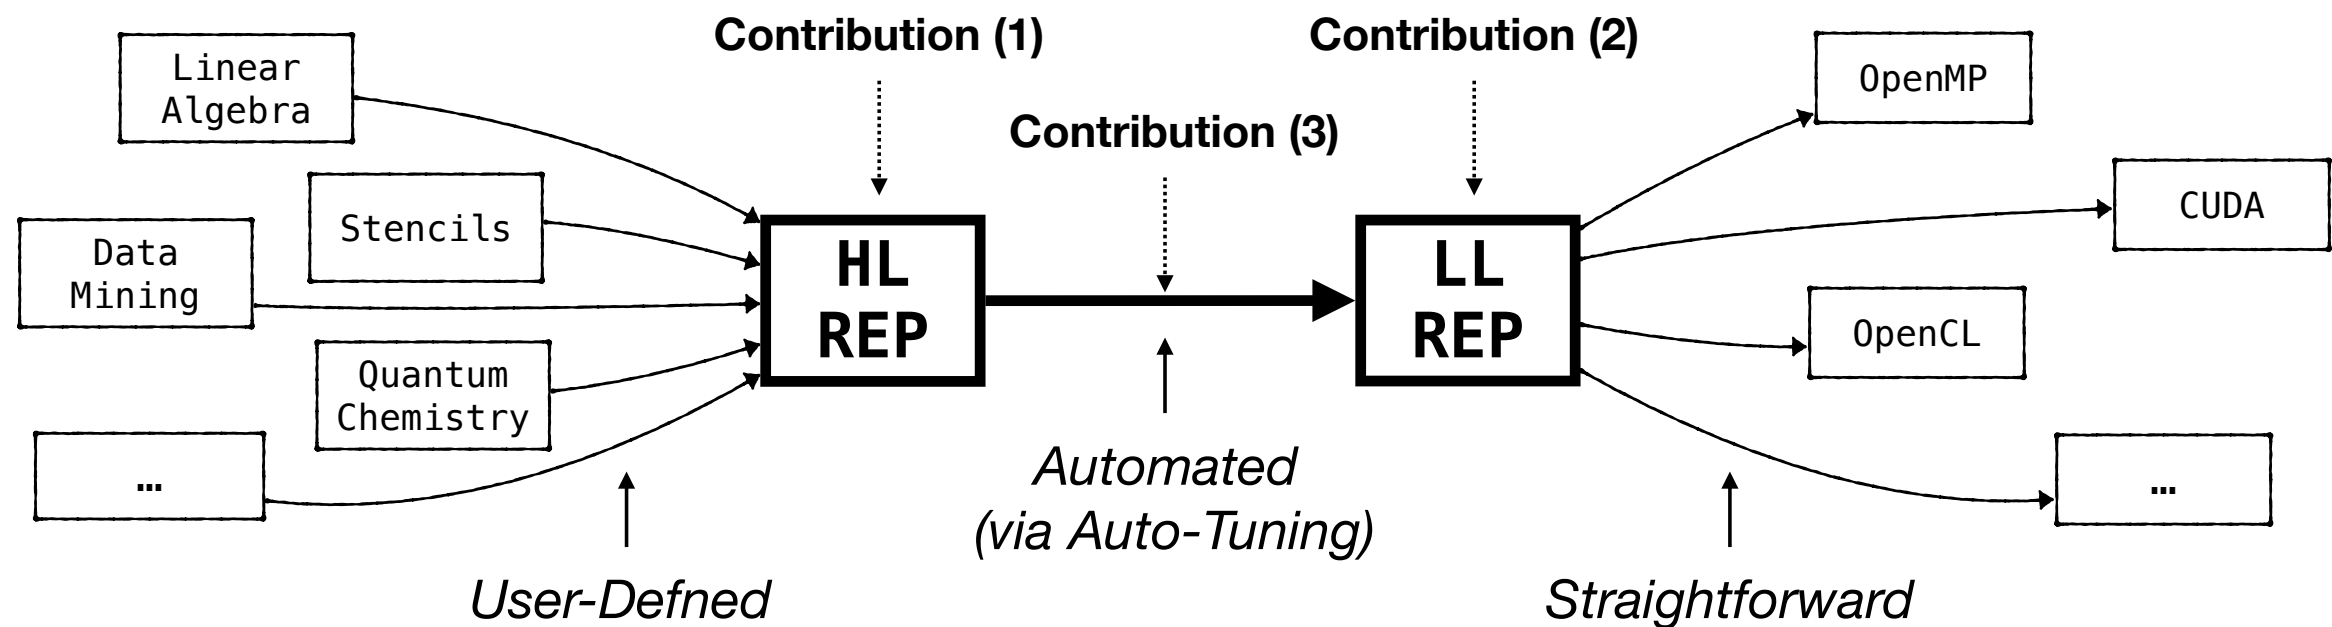 Contribution (1)
Contribution (2)
Contribution (3)
Linear
Algebra
Stencils
Data
Mining
Quantum
Chemistry
…
HL
REP
LL
REP
OpenMP
CUDA
OpenCL
…
Automated
(via Auto-Tuning)
User-Defned
Straightforward